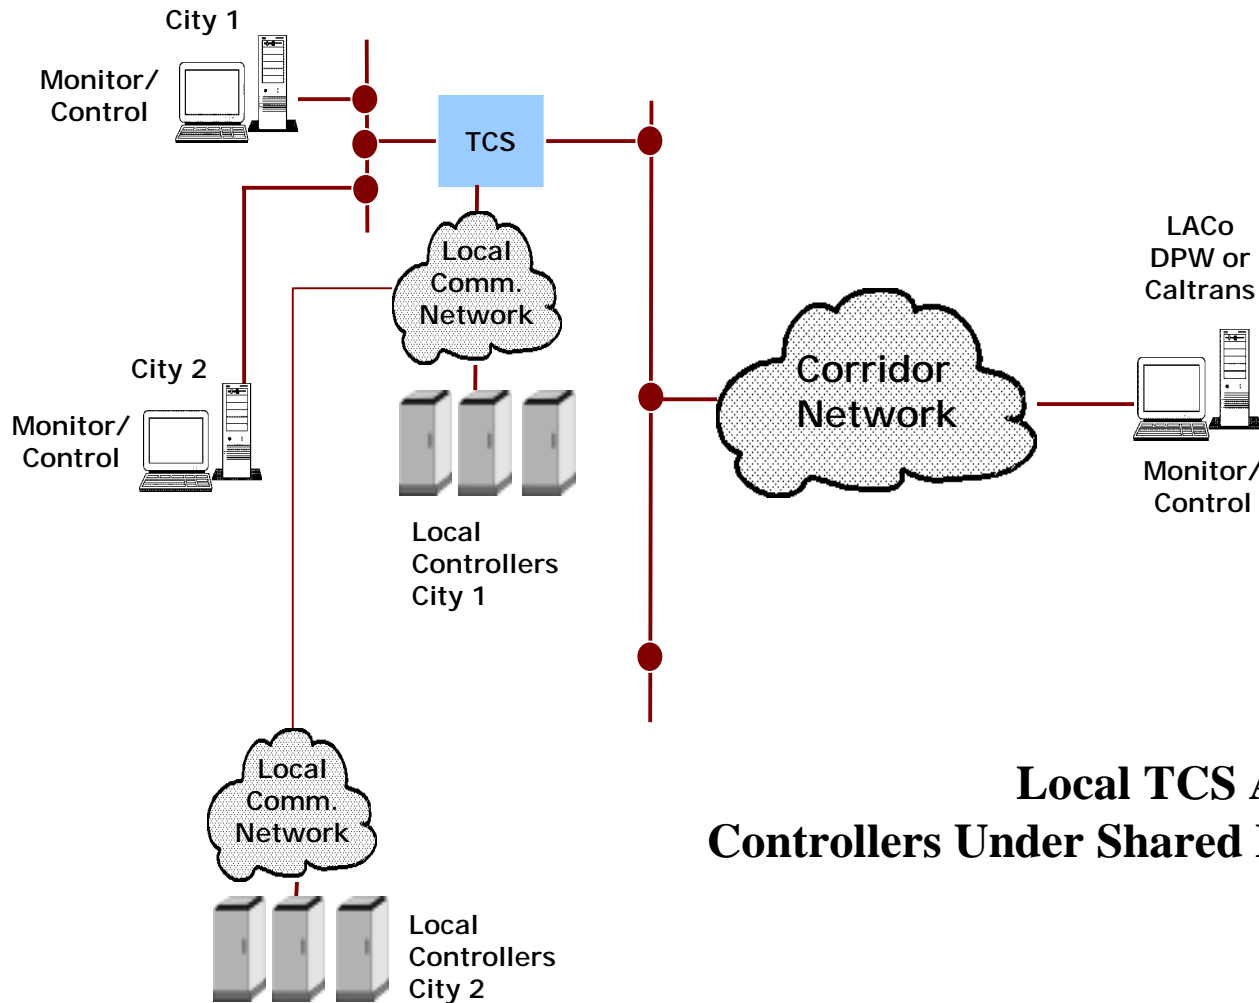 City 1
Monitor/
Control
TCS
Local
Comm.
Network
LACo
DPW or
Caltrans
City 2
Monitor/
Control
Corridor
Network
Monitor/
Control
Local
Controllers
City 1
Local
Comm.
Network
Local TCS
Controllers Under Shared
Local
Controllers
City 2